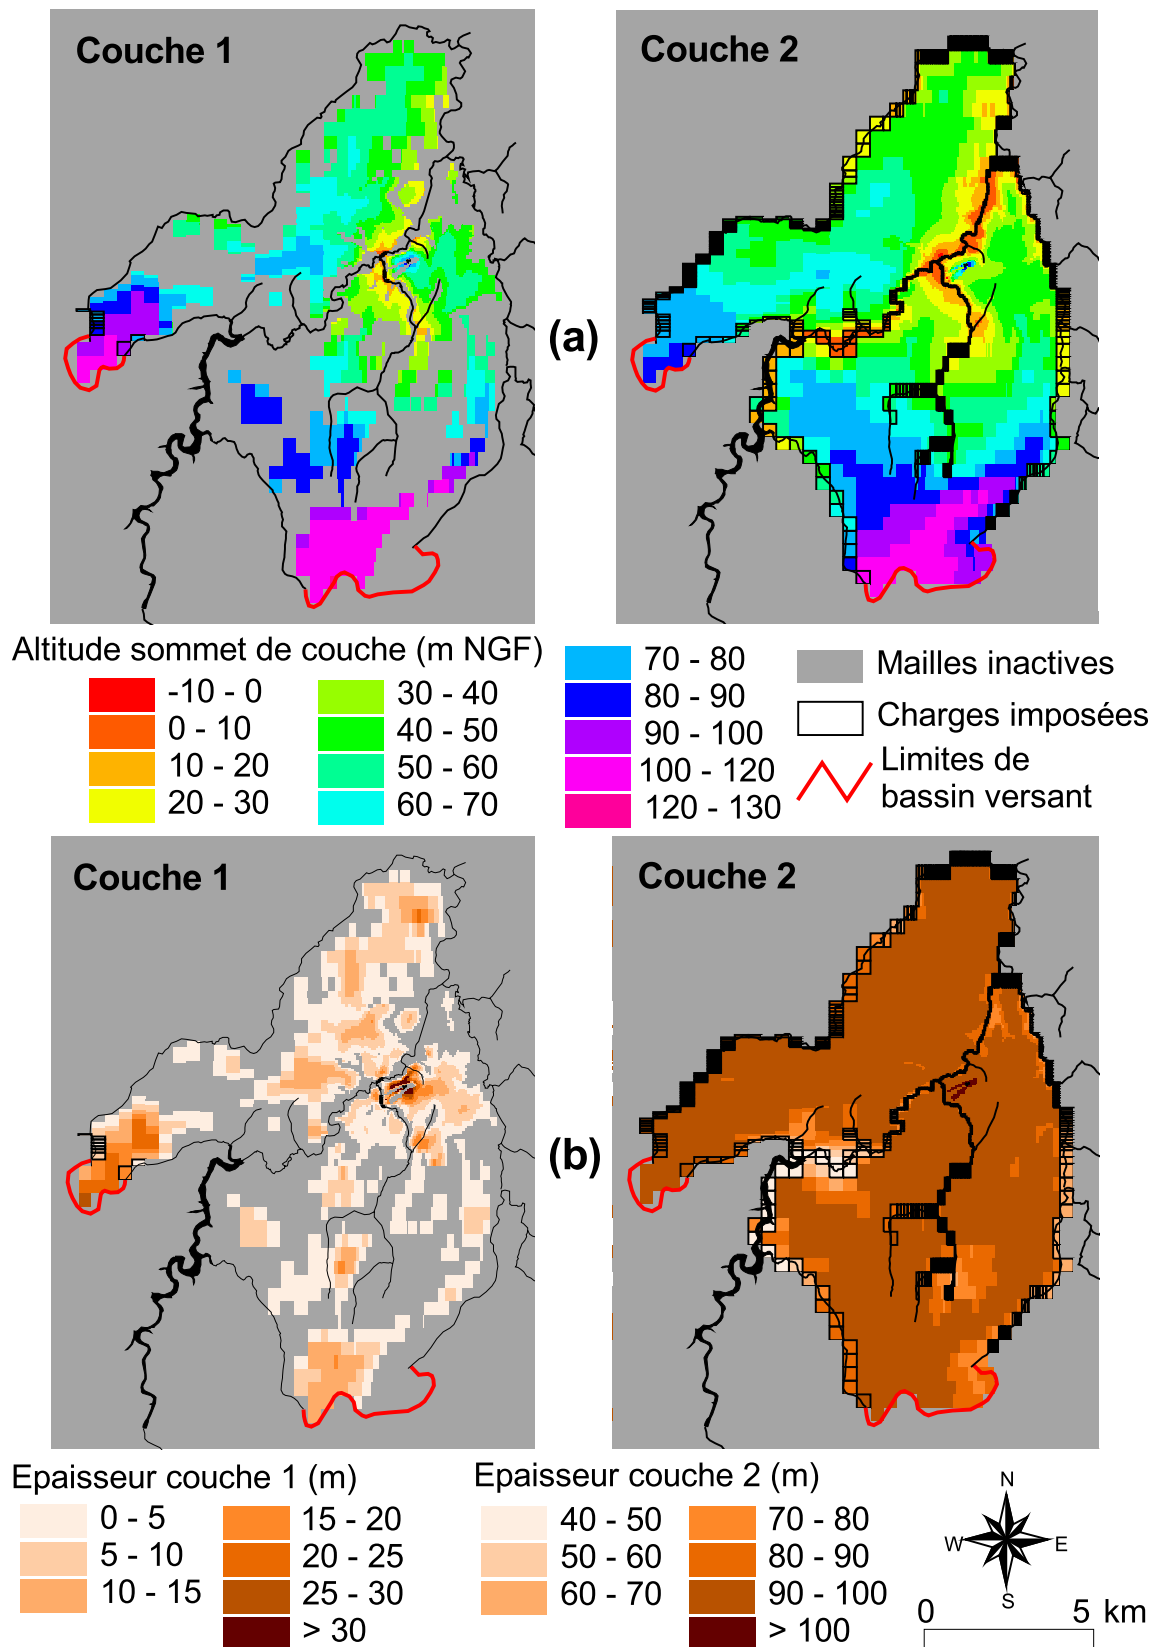 Couche 1
Couche 2
(a)
Altitude sommet de couche (m NGF)
-10 - 0
0 - 10
10 - 20
20 - 30
30 - 40
40 - 50
50 - 60
60 - 70
70 - 80
80 - 90
90 - 100
100 - 120
120 - 130
Mailles inactives
Charges imposées
Limites de
bassin versant
Couche 1
Couche 2
(b)
Epaisseur couche 1 (m)
0 - 5
5 - 10
10 - 15
15 - 20
20 - 25
25 - 30
> 30
Epaisseur couche 2 (m)
40 - 50
50 - 60
60 - 70
70 - 80
80 - 90
90 - 100
> 100
N
W
E
S
0 5 km